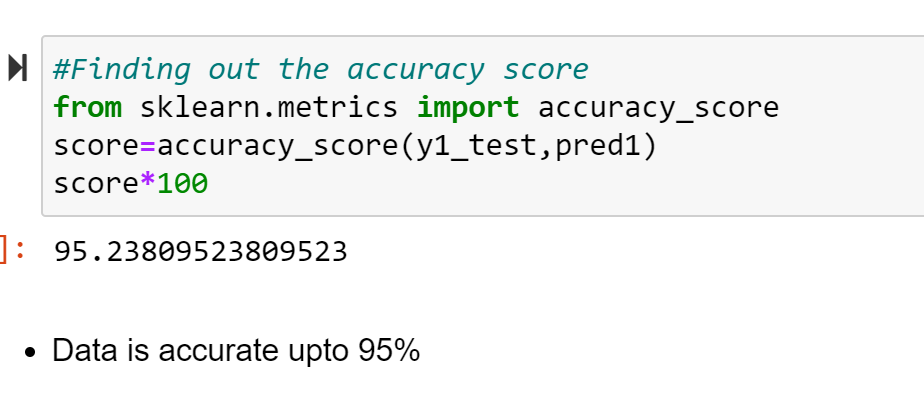 #Finding out the accuracy score
from sklearn.metrics import accuracy_score
score=accuracy_score(y1_test,pred1)
score*100
]: 95.23809523809523
• Data is accurate upto 95%